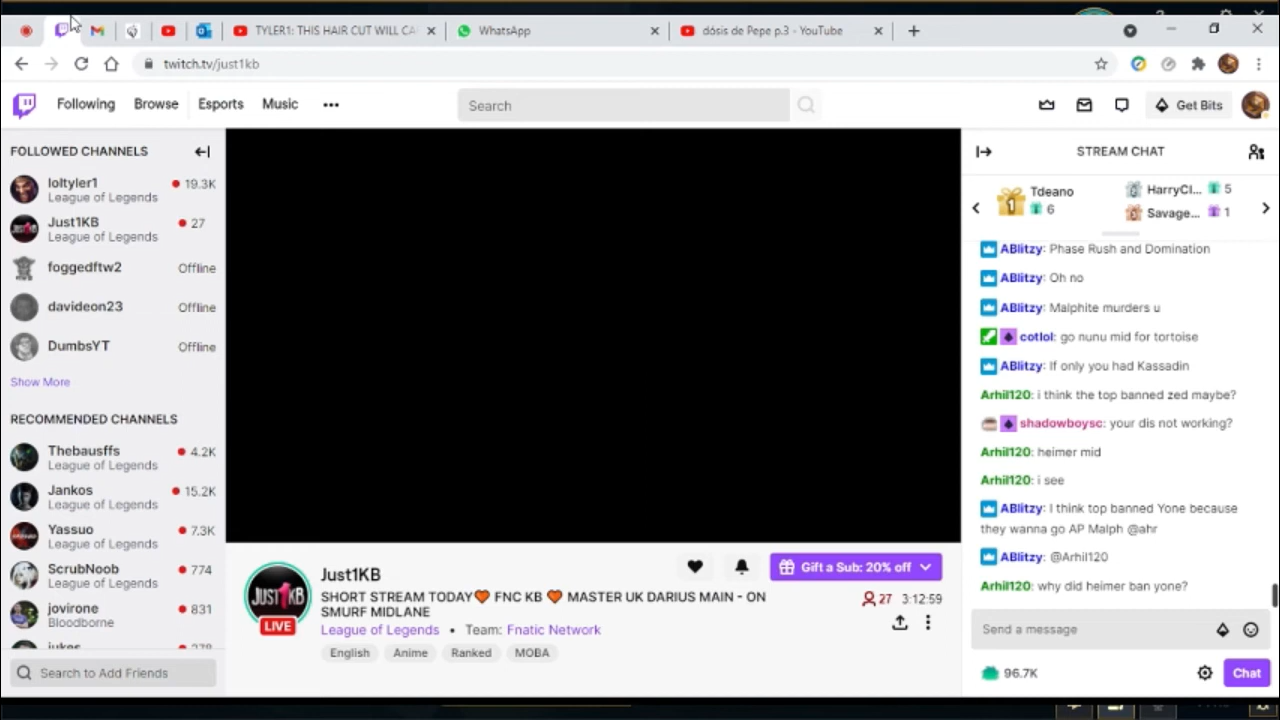 TYLER1: THIS HAIR CUT WILL CA
WhatsApp
dósis de Pepe p.3 - YouTube
twitch.tv/just1kb
Following
Browse
Esports
Music
Search
Get Bits
FOLLOWED CHANNELS
loltyler1
19.3K
League of Legends
Just1KB
27
League of Legends
foggedftw2
Offline
davideon23
Offline
DumbsYT
Offline
Show More
RECOMMENDED CHANNELS
Thebausffs
4.2K
League of Legends
Jankos
15.2K
League of Legends
Yassuo
7.3K
League of Legends
ScrubNoob
774
League of Legends
jovirone
831
Bloodborne
Search to Add Friends
JUST1KB
LIVE
Just1KB
SHORT STREAM TODAY🧡 FNC KB 🧡 MASTER UK DARIUS MAIN - ON
SMURF MIDLANE
League of Legends • Team: Fnatic Network
English
Anime
Ranked
MOBA
Gift a Sub: 20% off
27
3:12:59
STREAM CHAT
1
Tdeano
6
HarryCl...
5
Savage...
1
ABlitzy: Phase Rush and Domination
ABlitzy: Oh no
ABlitzy: Malphite murders u
cotlol: go nunu mid for tortoise
ABlitzy: If only you had Kassadin
Arhil120: i think the top banned zed maybe?
shadowboysc: your dis not working?
Arhil120: heimer mid
Arhil120: i see
ABlitzy: I think top banned Yone because
they wanna go AP Malph @ahr
ABlitzy: @Arhil120
Arhil120: why did heimer ban yone?
Send a message
96.7K
Chat